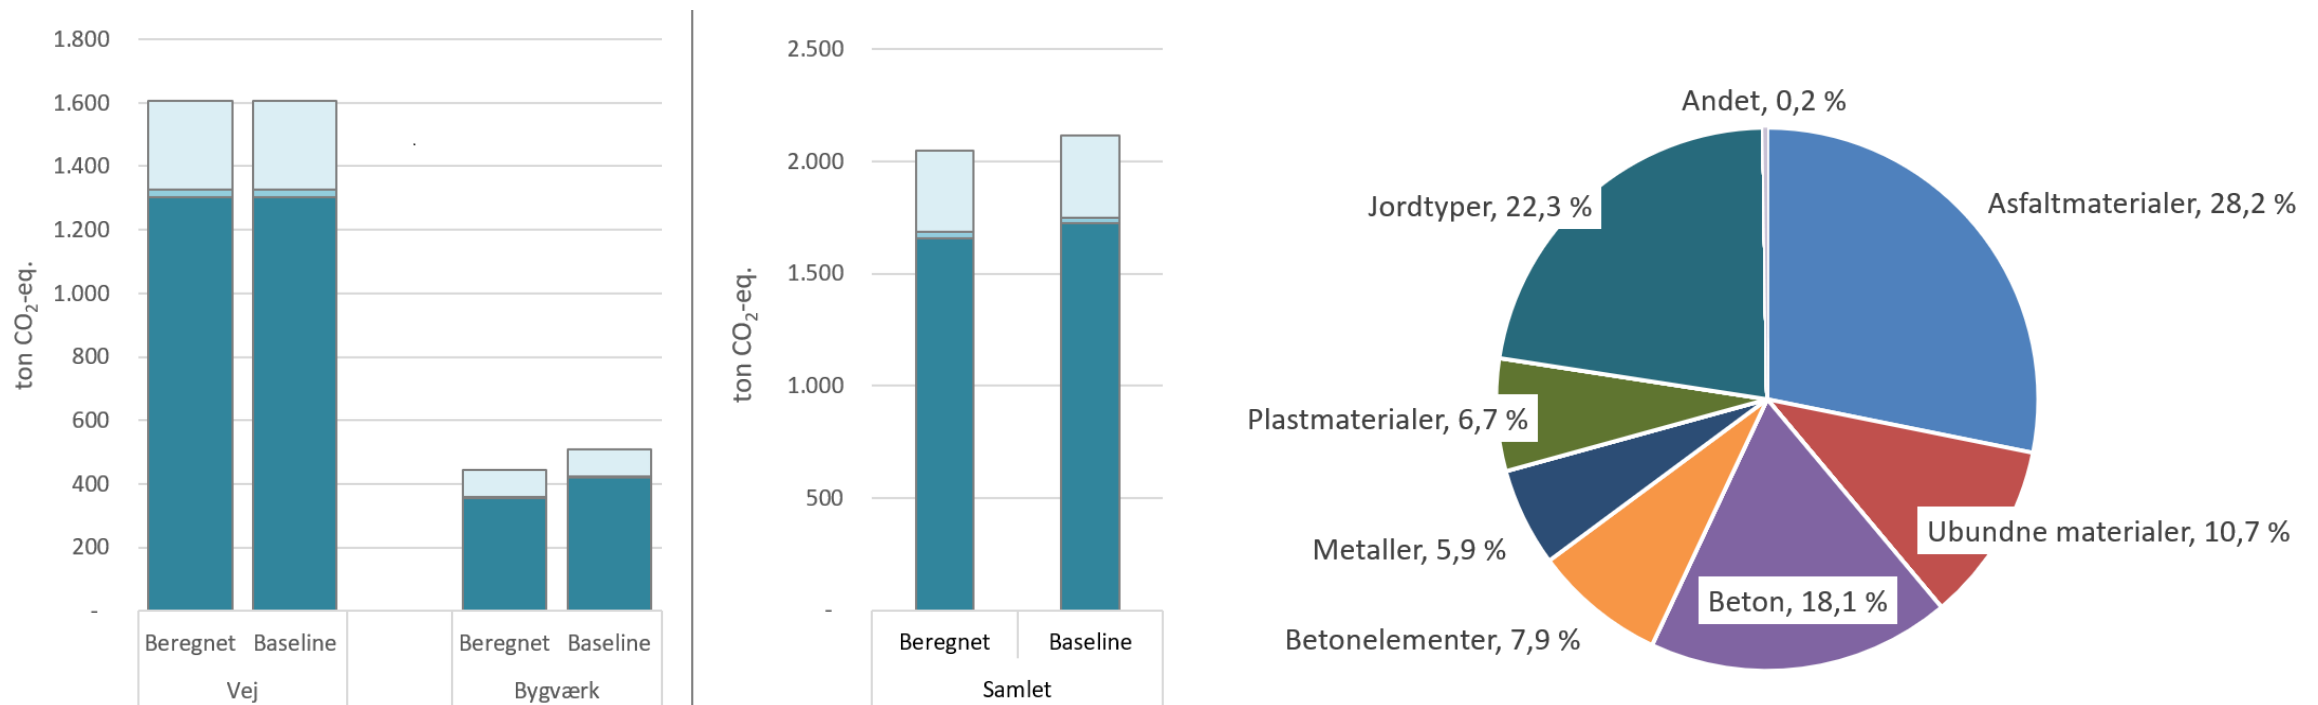 1.800
1.600
1.400
1.200
1.000
800
600
400
200
-
ton CO₂-eq.
Beregnet Baseline
Beregnet Baseline
Vej
Bygværk
2.500
2.000
1.500
1.000
500
-
ton CO₂-eq.
Beregnet
Baseline
Samlet
Andet, 0,2 %
Asfaltmaterialer, 28,2 %
Jordtyper, 22,3 %
Plastmaterialer, 6,7 %
Ubundne materialer, 10,7 %
Metaller, 5,9 %
Beton, 18,1 %
Betonelementer, 7,9 %